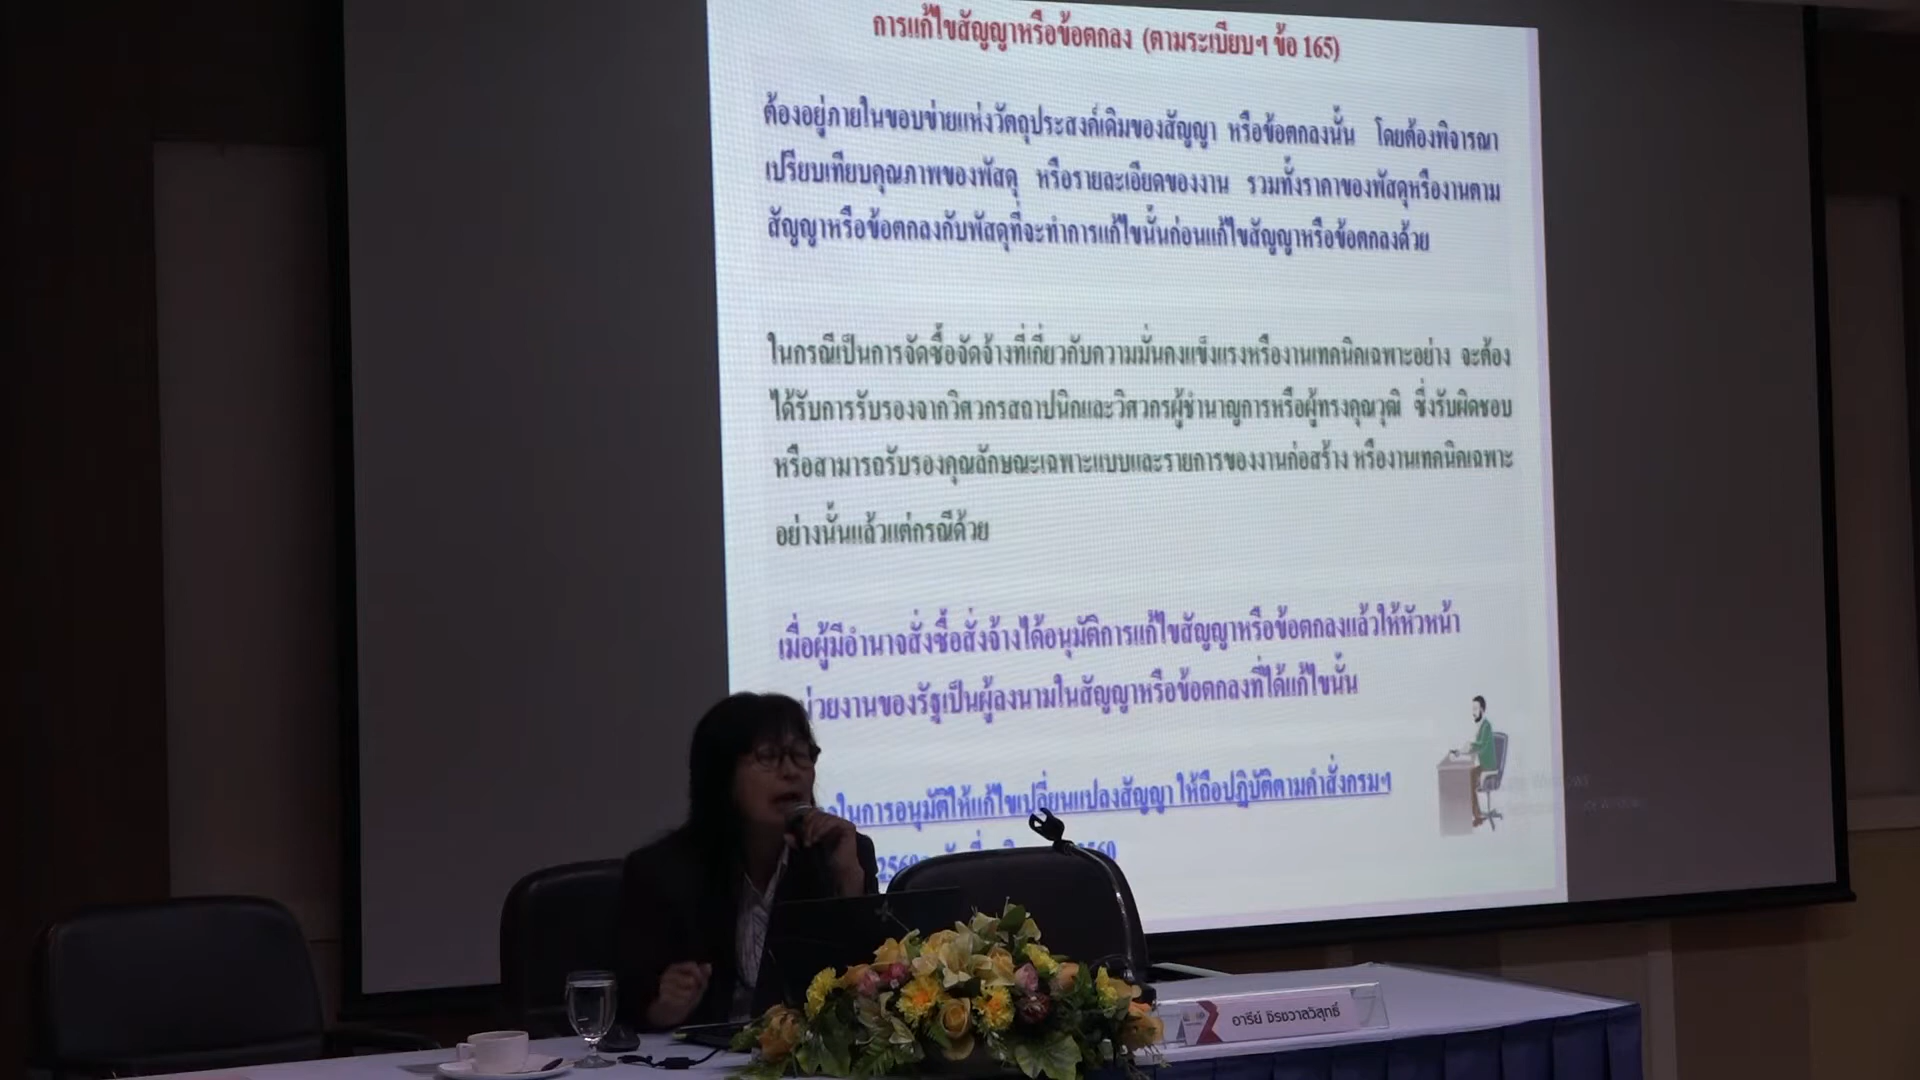 การแก้ไขสัญญาหรือข้อตกลง (ตามระเบียบฯ ข้อ 165)
ต้องอยู่ภายในขอบข่ายแห่งวัตถุประสงค์เดิมของสัญญา หรือข้อตกลงนั้น โดยต้องพิจารณา
เปรียบเทียบคุณภาพของพัสดุ หรือรายละเอียดของงาน รวมทั้งราคาของพัสดุหรืองานตาม
สัญญาหรือข้อตกลงกับพัสดุที่จะทำการแก้ไขนั้นก่อนแก้ไขสัญญาหรือข้อตกลงด้วย
ในกรณีเป็นการจัดซื้อจัดจ้างที่เกี่ยวกับความมั่นคงแข็งแรงหรืองานเทคนิคเฉพาะอย่าง จะต้อง
ได้รับการรับรองจากวิศวกรสถาปนิกและวิศวกรผู้ชำนาญการหรือผู้ทรงคุณวุฒิ ซึ่งรับผิดชอบ
หรือสามารถรับรองคุณลักษณะเฉพาะแบบและรายการของงานก่อสร้าง หรืองานเทคนิคเฉพาะ
อย่างนั้นแล้วแต่กรณีด้วย
เมื่อผู้มีอำนาจสั่งซื้อสั่งจ้างได้อนุมัติการแก้ไขสัญญาหรือข้อตกลงแล้วให้หัวหน้า
น่วยงานของรัฐเป็นผู้ลงนามในสัญญาหรือข้อตกลงที่ได้แก้ไขนั้น
ในการอนุมัติให้แก้ไขเปลี่ยนแปลงสัญญา ให้ถือปฏิบัติตามคำสั่งกรมฯ
2560
อารีย์ จิรชวาลวิสุทธิ์